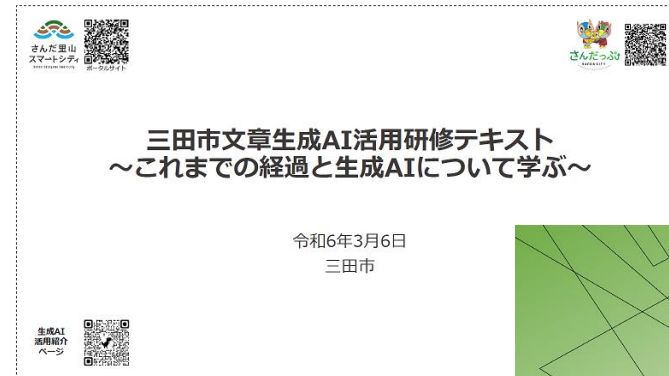 さんだ里山
スマートシティ
ポータルサイト
さんだっぷ
三田市文章生成AI活用研修テキスト
～これまでの経過と生成AIについて学ぶ～
令和6年3月6日
三田市
生成AI
活用紹介
ページ